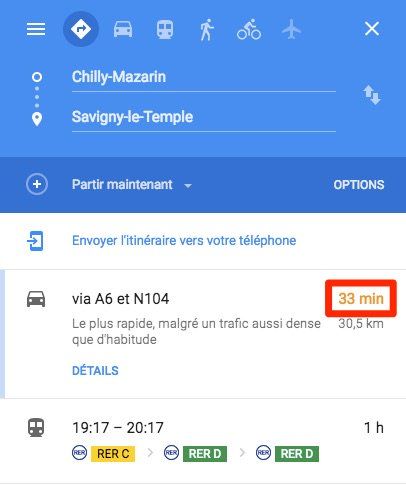 Chilly-Mazarin
Savigny-le-Temple
Partir maintenant OPTIONS
Envoyer l'itinéraire vers votre téléphone
via A6 et N104 33 min
Le plus rapide, malgré un trafic aussi dense 30,5 km
que d'habitude
DÉTAILS
19:17 – 20:17 1 h
RER RER C RER RER D RER RER D